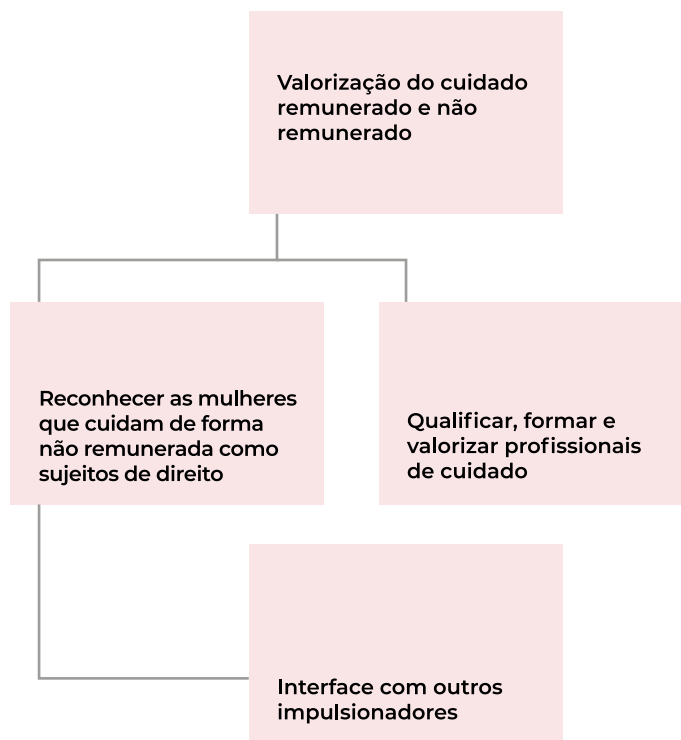 Valorização do cuidado
remunerado e não
remunerado
Reconhecer as mulheres
que cuidam de forma
não remunerada como
sujeitos de direito
Qualificar, formar e
valorizar profissionais
de cuidado
Interface com outros
impulsionadores